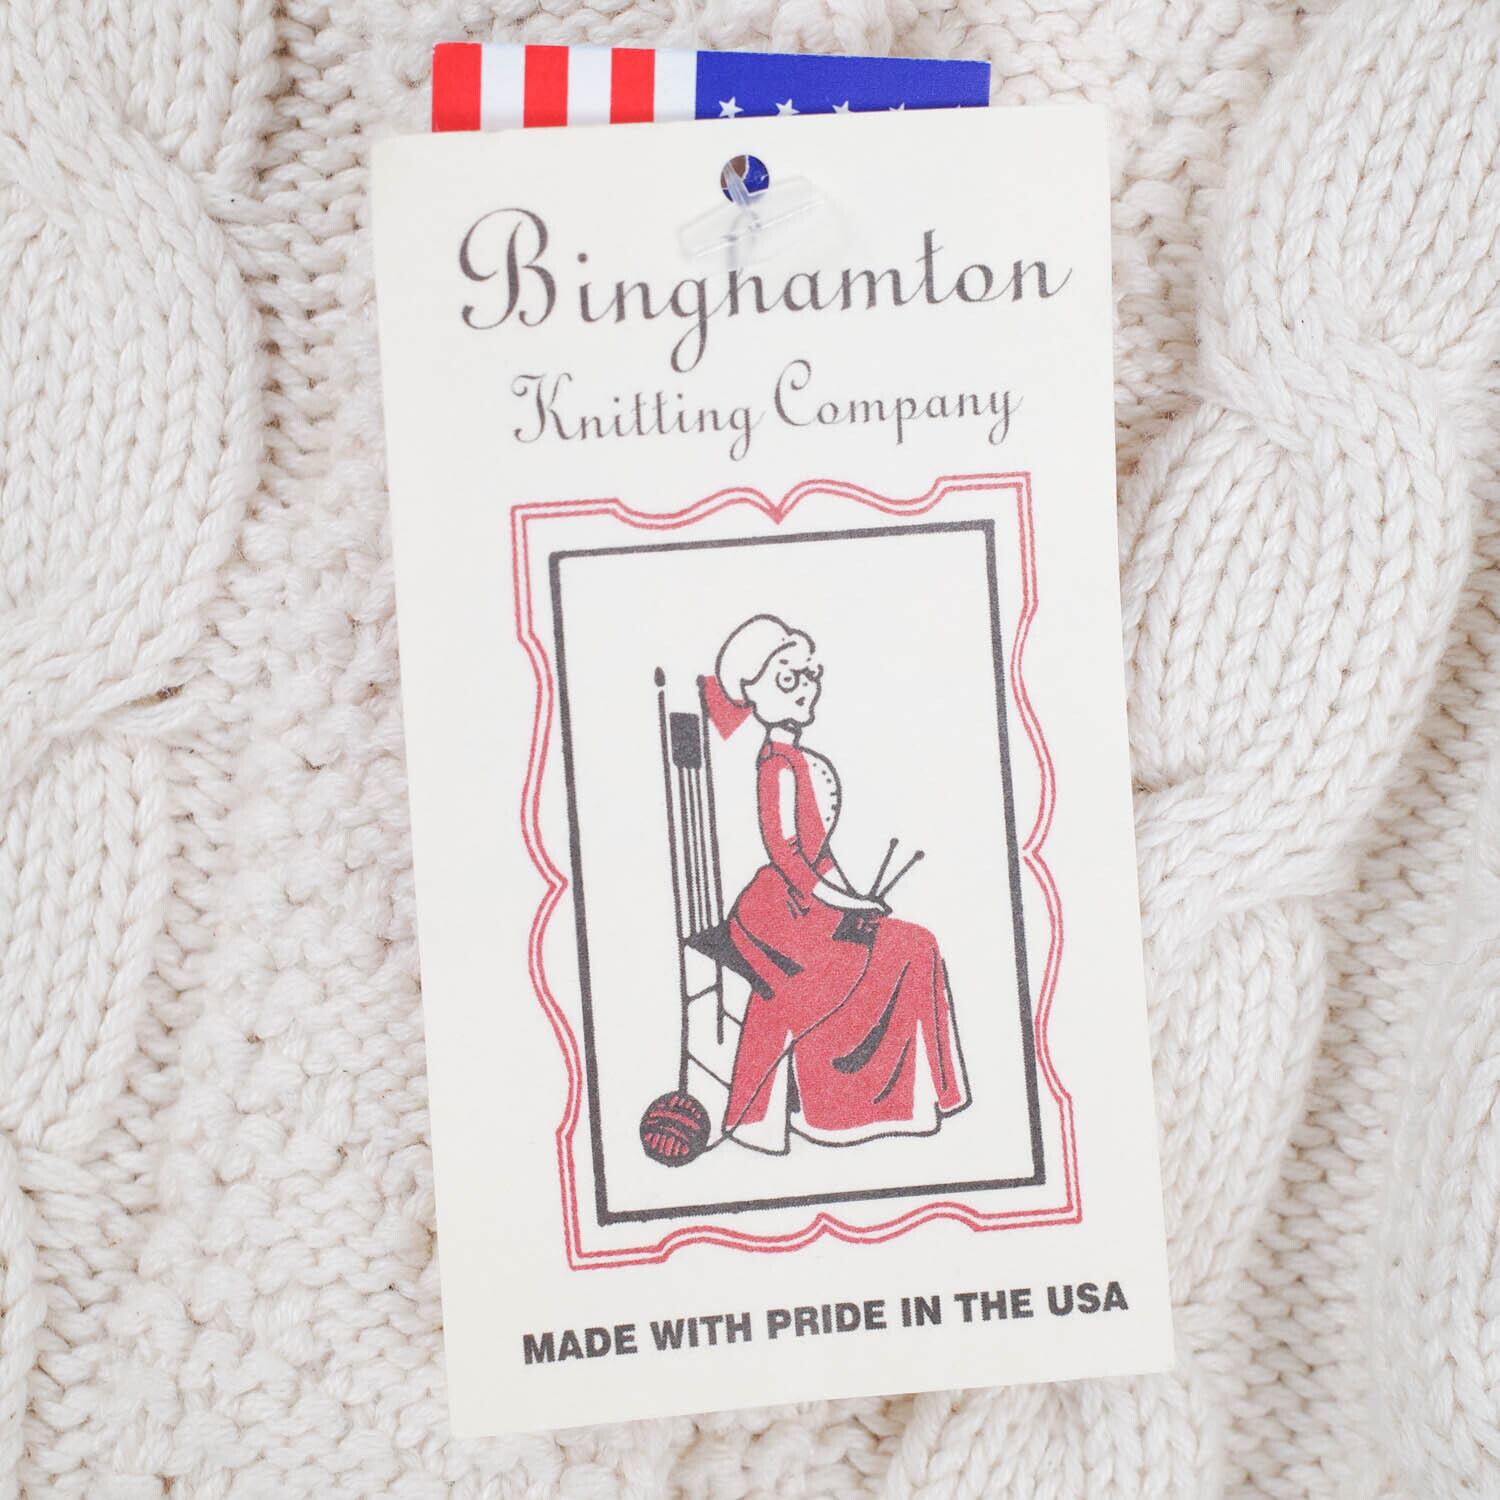 Binghamton
Knitting Company
MADE WITH PRIDE IN THE USA